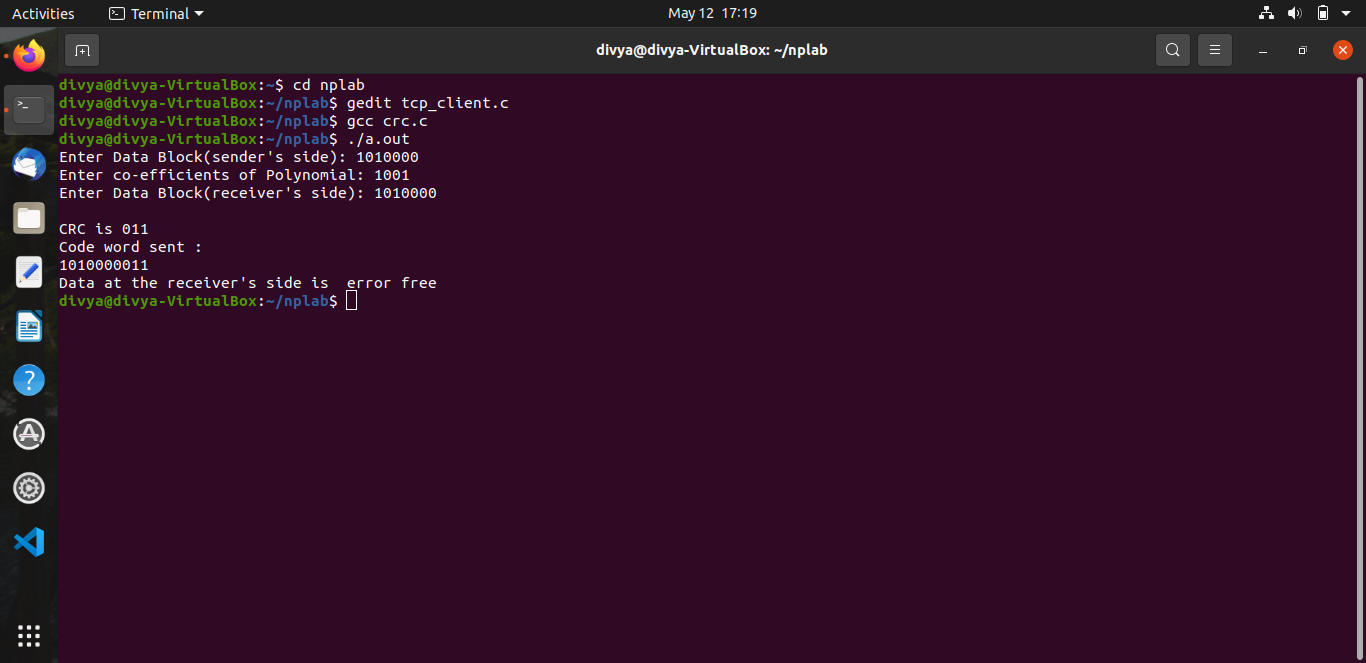 Activities
Terminal
May 12 17:19
divya@divya-VirtualBox: ~/nplab
divya@divya-VirtualBox:~$ cd nplab
divya@divya-VirtualBox:~/nplab$ gedit tcp_client.c
divya@divya-VirtualBox:~/nplab$ gcc crc.c
divya@divya-VirtualBox:~/nplab$ ./a.out
Enter Data Block(sender's side): 1010000
Enter co-efficients of Polynomial: 1001
Enter Data Block(receiver's side): 1010000
CRC is 011
Code word sent :
1010000011
Data at the receiver's side is  error free
divya@divya-VirtualBox:~/nplab$